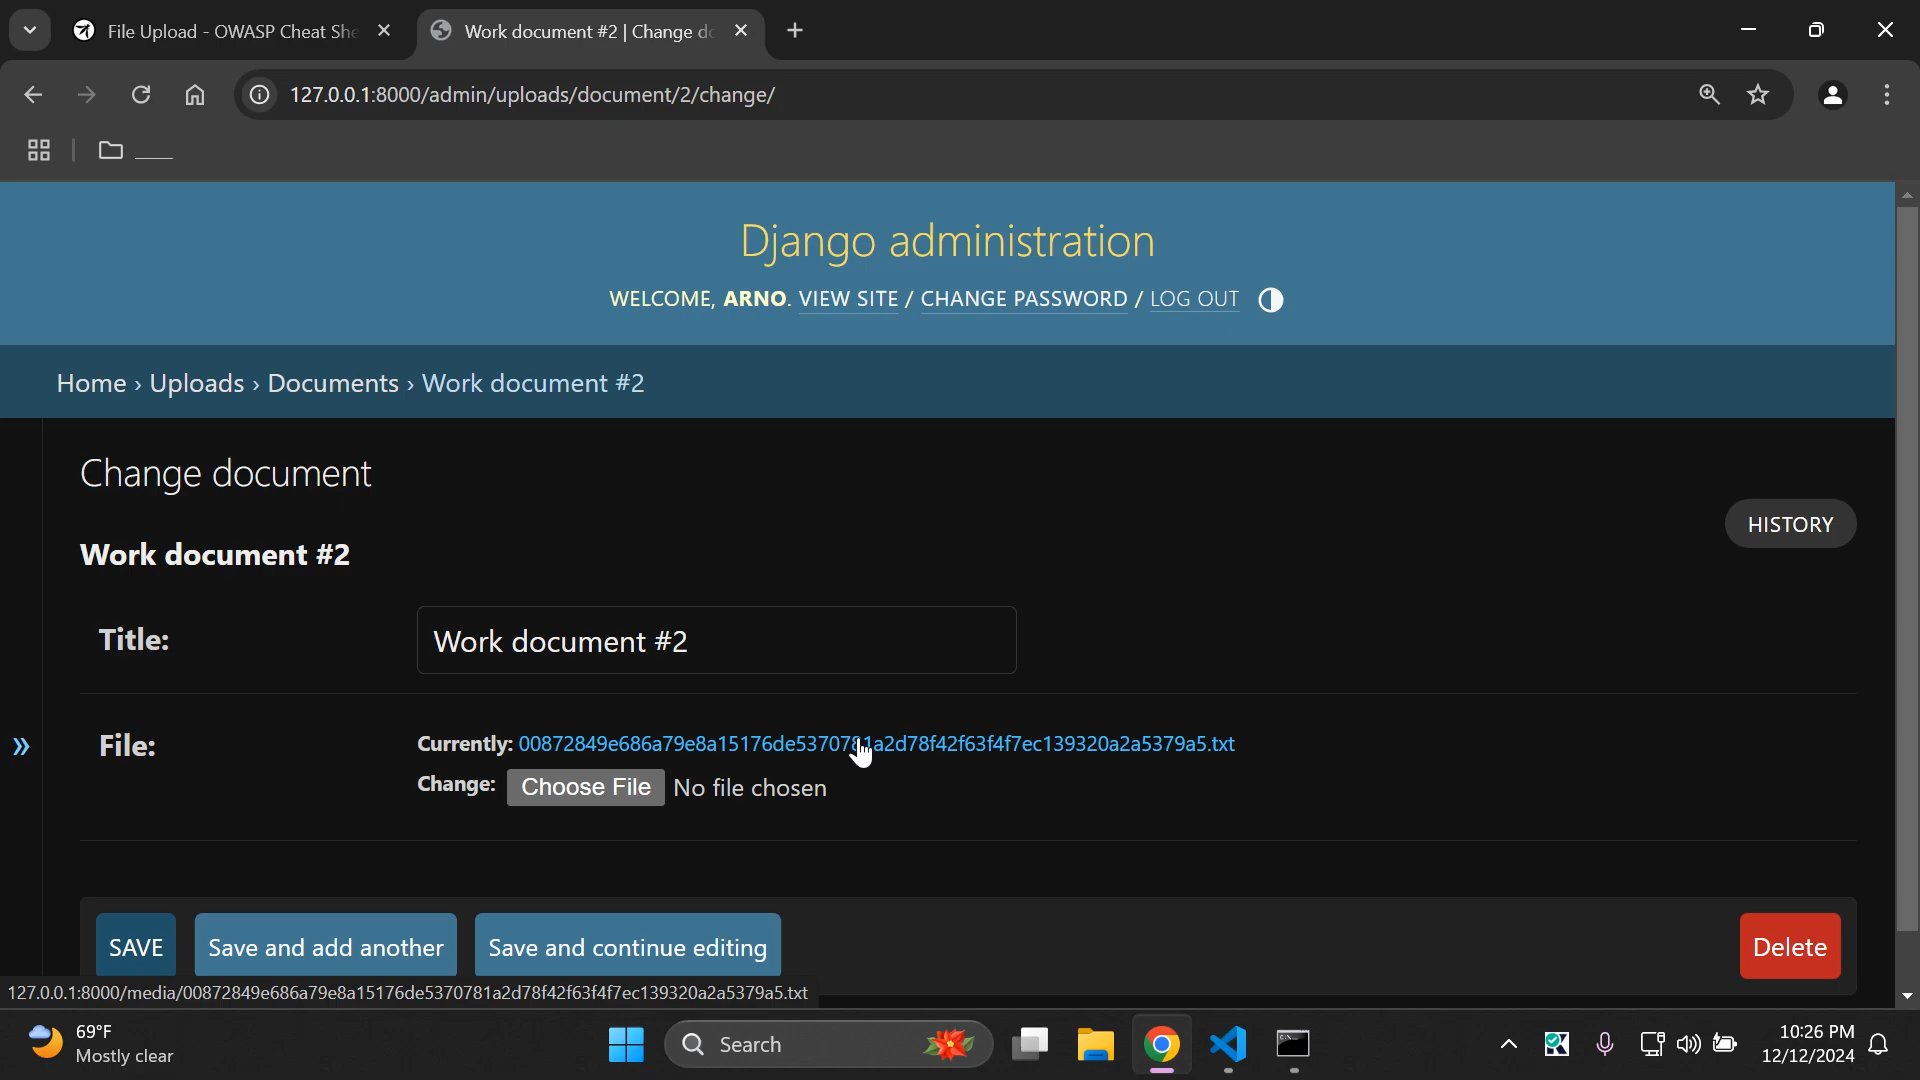 File Upload - OWASP Cheat She
Work document #2 | Change do
127.0.0.1:8000/admin/uploads/document/2/change/
____
Django administration
WELCOME, ARNO. VIEW SITE / CHANGE PASSWORD / LOG OUT
Home › Uploads › Documents › Work document #2
Change document
HISTORY
Work document #2
Title:
Work document #2
File:
Currently: 00872849e686a79e8a15176de5370781a2d78f42f63f4f7ec139320a2a5379a5.txt
Change: Choose File No file chosen
SAVE
Save and add another
Save and continue editing
Delete
127.0.0.1:8000/media/00872849e686a79e8a15176de5370781a2d78f42f63f4f7ec139320a2a5379a5.txt
69°F
Mostly clear
Search
10:26 PM
12/12/2024